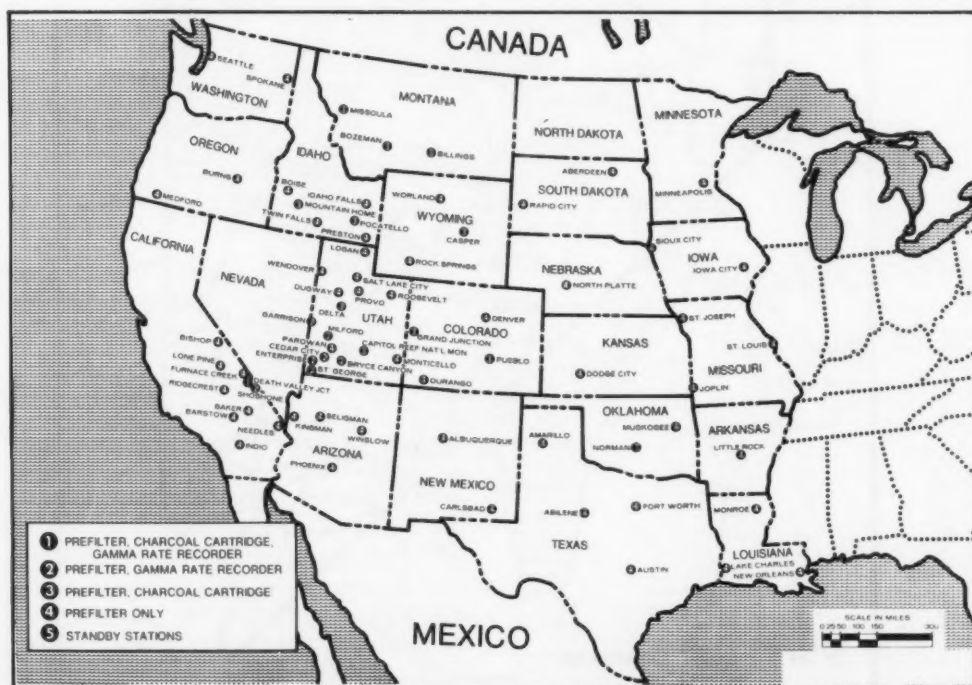 CANADA
SEATTLE
SPOKANE
WASHINGTON
MONTANA
MISSOULA
BOZEMAN
BILLINGS
NORTH DAKOTA
MINNESOTA
OREGON
BURNS
MEDFORD
IDAHO
BOISE
IDAHO FALLS
MOUNTAIN HOME
TWIN FALLS
POCATELLO
PRESTON
WORLAND
WYOMING
CASPER
ROCK SPRINGS
ABERDEEN
SOUTH DAKOTA
RAPID CITY
MINNEAPOLIS
SIOUX CITY
IOWA
IOWA CITY
NEBRASKA
NORTH PLATTE
CALIFORNIA
NEVADA
LOGAN
WENDOVER
SALT LAKE CITY
DUGWAY
PROVO
ROOSEVELT
DELTA
UTAH
GARRISON
MILFORD
PAROWAN
CEDAR CITY
CAPITOL REEF NAT'L MON
ENTERPRISE
BRYCE CANYON
MONTICELLO
ST. GEORGE
COLORADO
DENVER
GRAND JUNCTION
PUEBLO
DURANGO
KANSAS
DODGE CITY
ST. JOSEPH
ST. LOUIS
MISSOURI
JOPLIN
BISHOP
LONE PINE
FURNACE CREEK
DEATH VALLEY JCT
SHOSHONE
RIDGECREST
BAKER
BARSTOW
NEEDLES
INDIO
KINGMAN
SELIGMAN
WINSLOW
ARIZONA
PHOENIX
ALBUQUERQUE
NEW MEXICO
CARLSBAD
AMARILLO
OKLAHOMA
MUSKOGEE
NORMAN
ARKANSAS
LITTLE ROCK
ABILENE
FORT WORTH
TEXAS
AUSTIN
MONROE
LOUISIANA
LAKE CHARLES
NEW ORLEANS
MEXICO
1 PREFILTER, CHARCOAL CARTRIDGE,
GAMMA RATE RECORDER
2 PREFILTER, GAMMA RATE RECORDER
3 PREFILTER, CHARCOAL CARTRIDGE
4 PREFILTER ONLY
5 STANDBY STATIONS
SCALE IN MILES
0 25 50 100 150 300